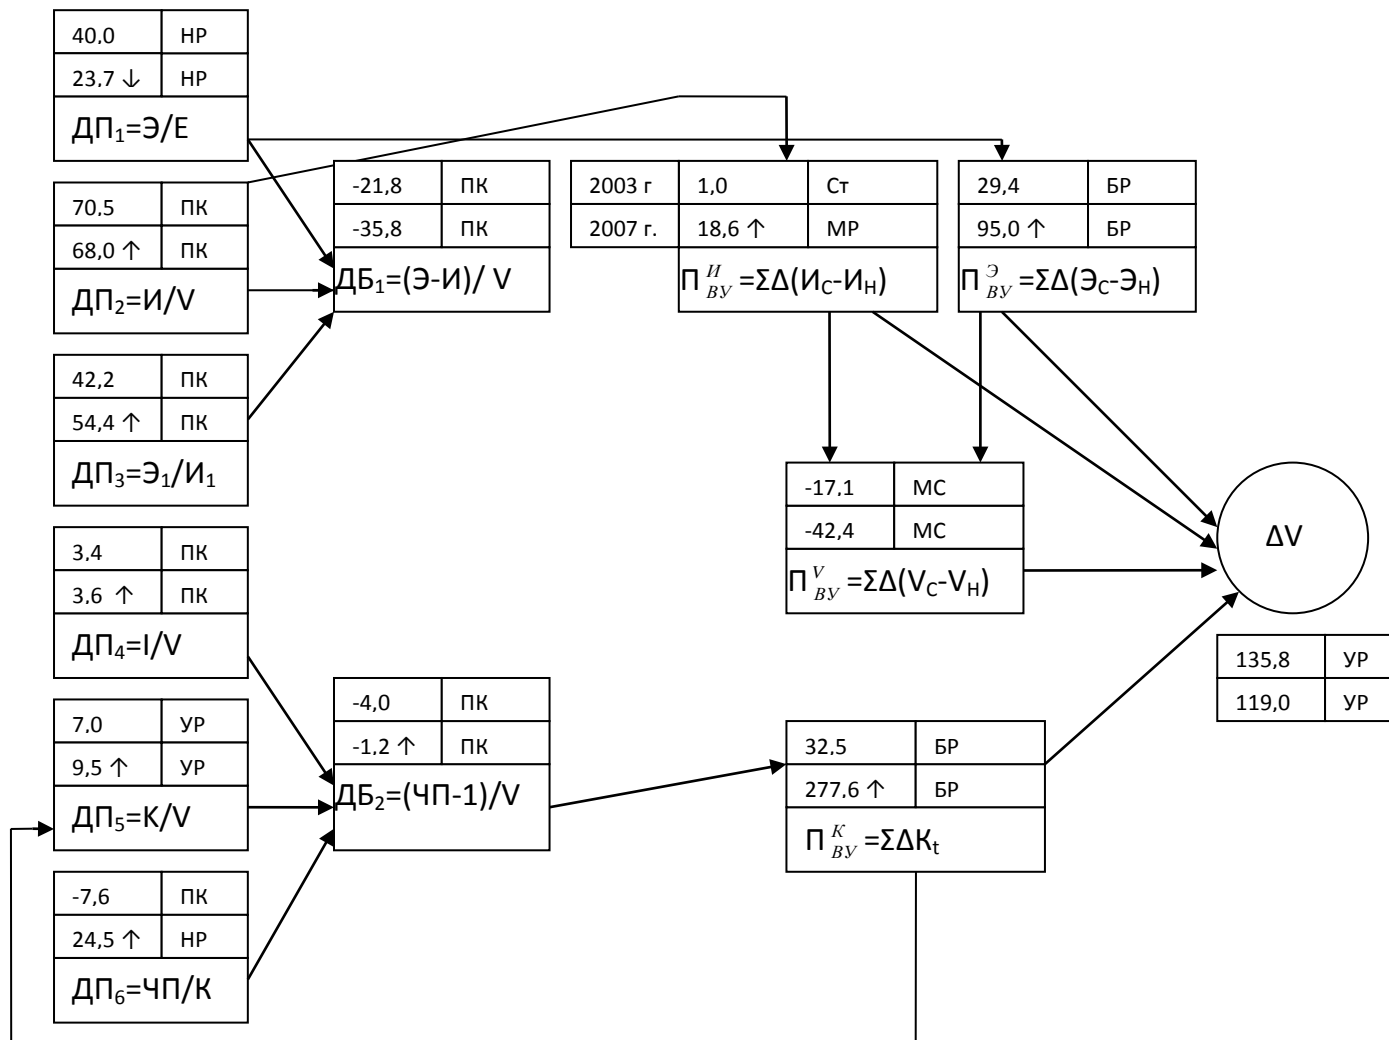 40,0 НР
23,7 ↓ НР
ДП₁=Э/Е
70,5 ПК
68,0 ↑ ПК
ДП₂=И/V
42,2 ПК
54,4 ↑ ПК
ДП₃=Э₁/И₁
3,4 ПК
3,6 ↑ ПК
ДП₄=I/V
7,0 УР
9,5 ↑ УР
ДП₅=К/V
-7,6 ПК
24,5 ↑ НР
ДП₆=ЧП/К
-21,8 ПК
-35,8 ПК
ДБ₁=(Э-И)/ V
-4,0 ПК
-1,2 ↑ ПК
ДБ₂=(ЧП-1)/V
2003 г 1,0 Ст
2007 г. 18,6 ↑ МР
П ᴵᴵ ВУ =ΣΔ(И_С-И_Н)
29,4 БР
95,0 ↑ БР
П Э ВУ =ΣΔ(Э_С-Э_Н)
-17,1 МС
-42,4 МС
П V ВУ =ΣΔ(V_С-V_Н)
32,5 БР
277,6 ↑ БР
П К ВУ =ΣΔК_t
ΔV
135,8 УР
119,0 УР